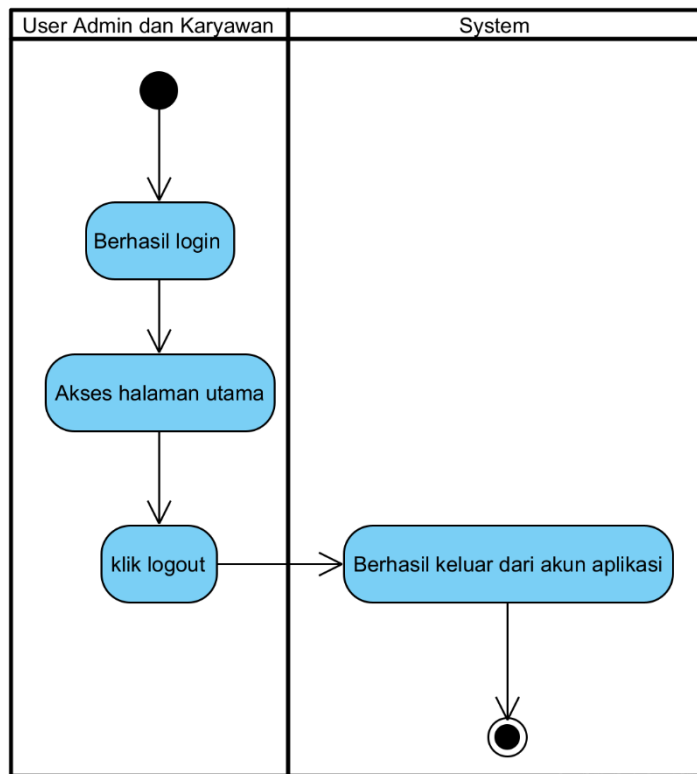 User Admin dan Karyawan
System
Berhasil login
Akses halaman utama
klik logout
Berhasil keluar dari akun aplikasi